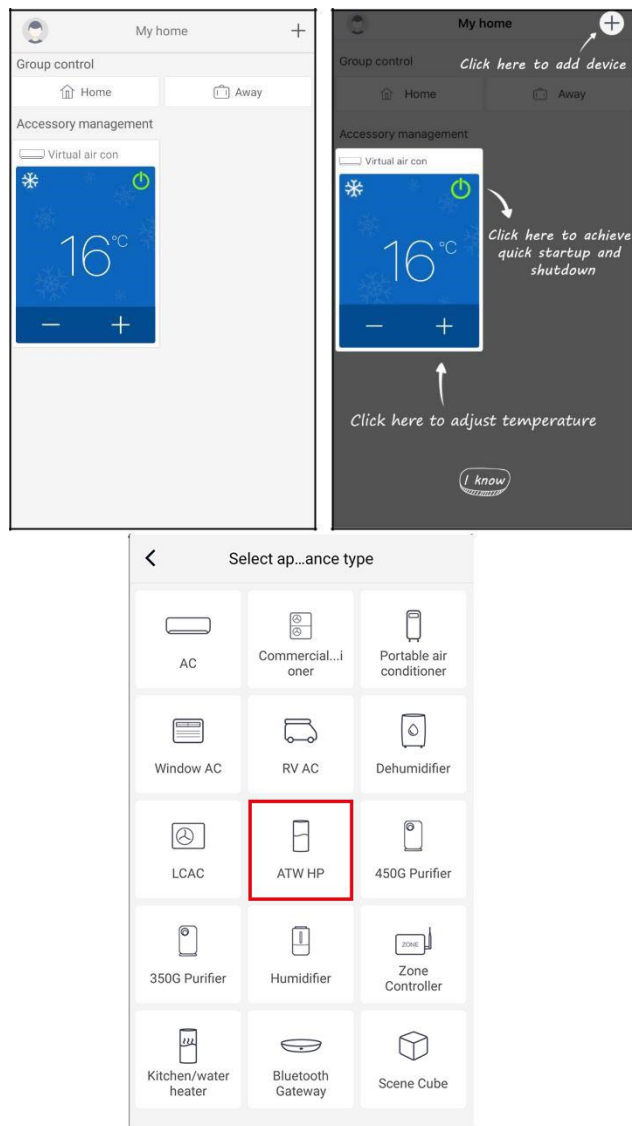 My home
+
Group control
Home
Away
Accessory management
Virtual air con
16°C
− +
My home
+
Click here to add device
Group control
Home
Away
Accessory management
Virtual air con
16°C
− +
Click here to achieve
quick startup and
shutdown
Click here to adjust temperature
I know
Select ap...ance type
AC
Commercial...i
oner
Portable air
conditioner
Window AC
RV AC
Dehumidifier
LCAC
ATW HP
450G Purifier
350G Purifier
Humidifier
ZONE
Zone
Controller
Kitchen/water
heater
Bluetooth
Gateway
Scene Cube